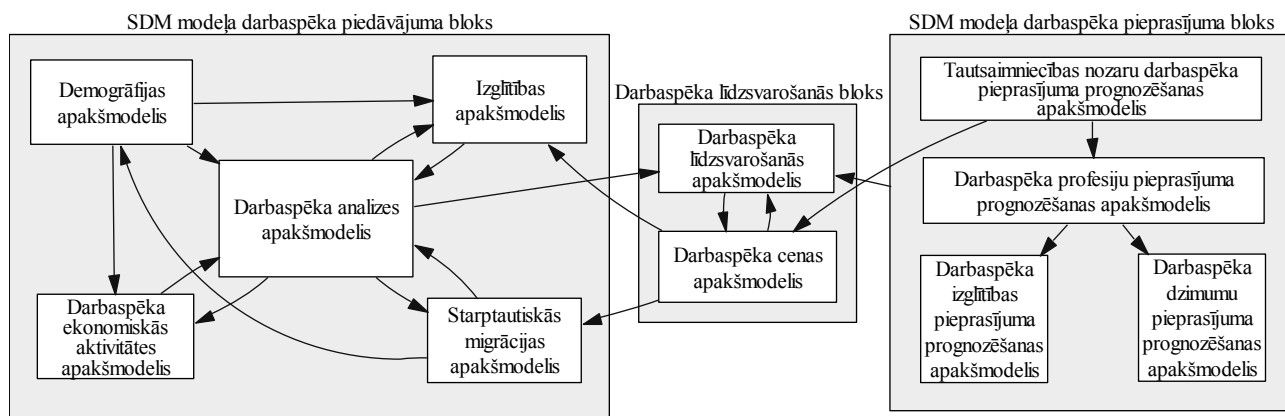 SDM modeļa darbaspēka piedāvājuma bloks
Demogrāfijas
apakšmodelis
Izglītības
apakšmodelis
Darbaspēka analizes
apakšmodelis
Darbaspēka
ekonomiskās
aktivitātes
apakšmodelis
Starptautiskās
migrācijas
apakšmodelis
Darbaspēka līdzsvarošanās bloks
Darbaspēka
līdzsvarošanās
apakšmodelis
Darbaspēka cenas
apakšmodelis
SDM modeļa darbaspēka pieprasījuma bloks
Tautsaimniecības nozaru darbaspēka
pieprasījuma prognozēšanas
apakšmodelis
Darbaspēka profesiju pieprasījuma
prognozēšanas apakšmodelis
Darbaspēka
izglītības
pieprasījuma
prognozēšanas
apakšmodelis
Darbaspēka
dzimumu
pieprasījuma
prognozēšanas
apakšmodelis